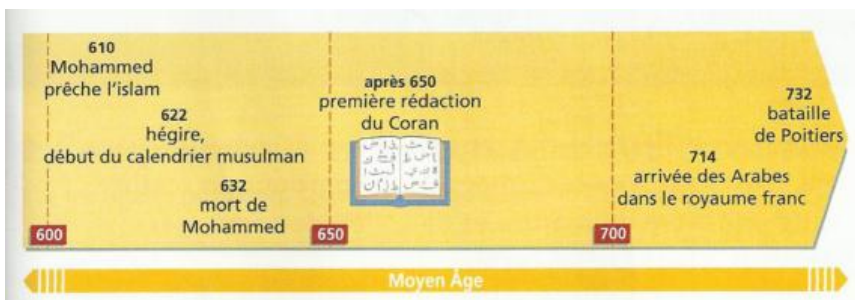 610
Mohammed
prêche l'islam
622
hégire,
début du calendrier musulman
632
mort de
Mohammed
après 650
première rédaction
du Coran
714
arrivée des Arabes
dans le royaume franc
732
bataille
de Poitiers
600
650
700
Moyen Âge